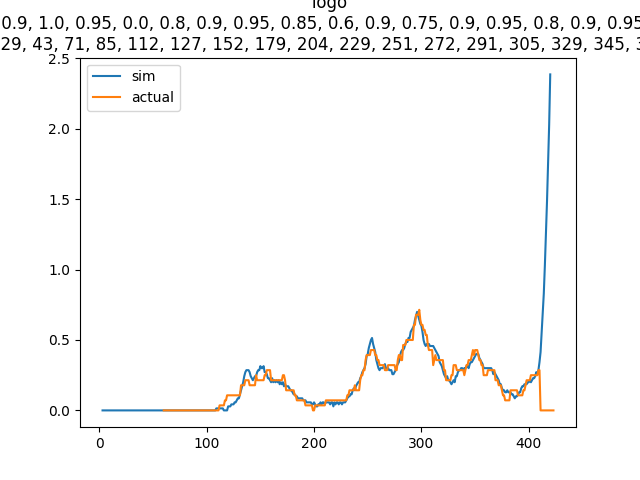 Togo
0.9, 1.0, 0.95, 0.0, 0.8, 0.9, 0.95, 0.85, 0.6, 0.9, 0.75, 0.9, 0.95, 0.8, 0.9, 0.95
29, 43, 71, 85, 112, 127, 152, 179, 204, 229, 251, 272, 291, 305, 329, 345, 3
2.5
sim
actual
2.0
1.5
1.0
0.5
0.0
0 100 200 300 400